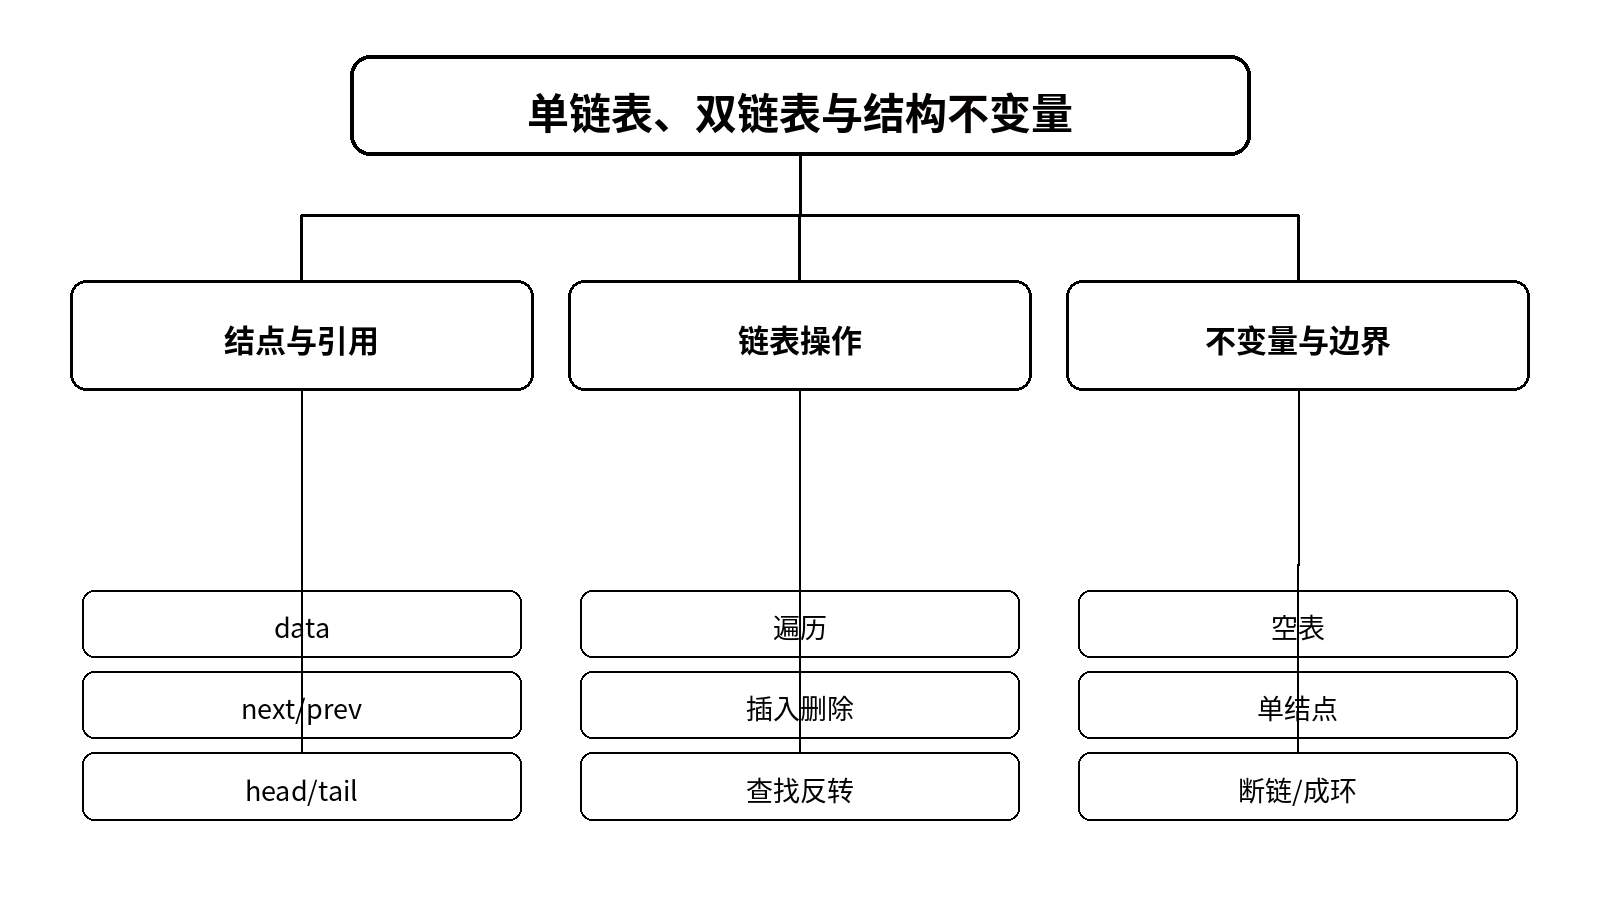 单链表、双链表与结构不变量
结点与引用
链表操作
不变量与边界
data
遍历
空表
next/prev
插入删除
单结点
head/tail
查找反转
断链/成环